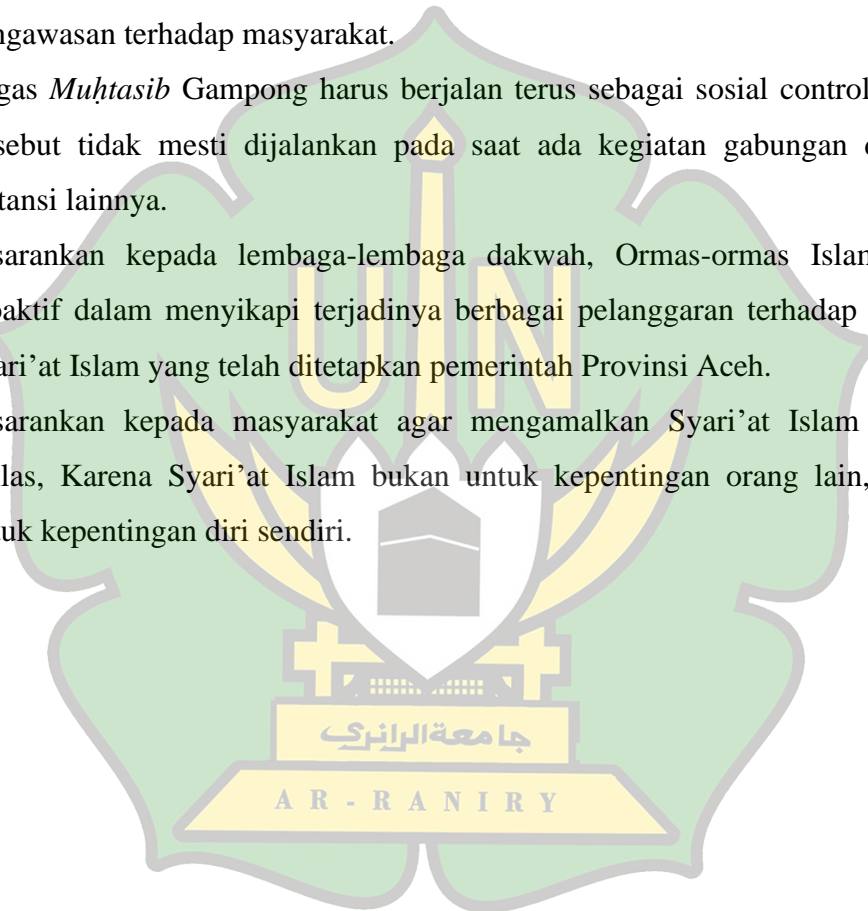 ngawasan terhadap masyarakat.
gas Muḥtasib Gampong harus berjalan terus sebagai sosial control
sebut tidak mesti dijalankan pada saat ada kegiatan gabungan
tansi lainnya.
sarankan kepada lembaga-lembaga dakwah, Ormas-ormas Islam
oaktif dalam menyikapi terjadinya berbagai pelanggaran terhadap
ari’at Islam yang telah ditetapkan pemerintah Provinsi Aceh.
sarankan kepada masyarakat agar mengamalkan Syari’at Islam
las, Karena Syari’at Islam bukan untuk kepentingan orang lain,
tuk kepentingan diri sendiri.
UIN
جامعة الرانري
AR-RANIRY